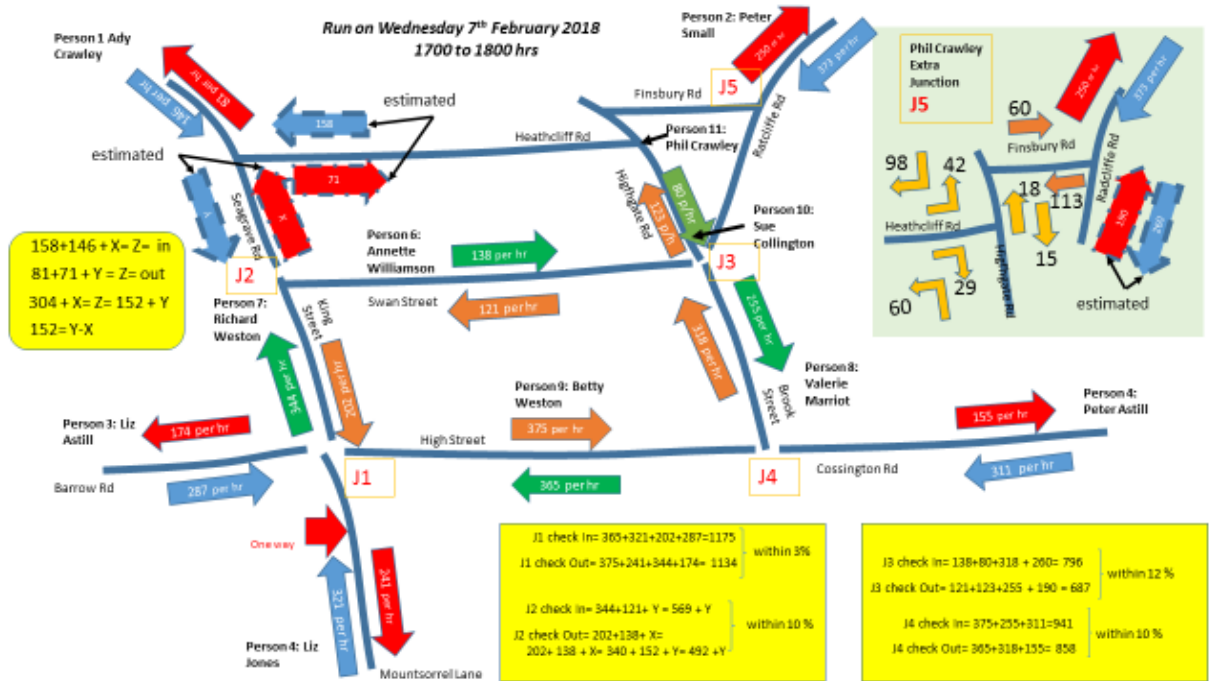 Run on Wednesday 7th February 2018
1700 to 1800 hrs
Person 1 Ady
Crawley
81 per hr
146 per hr
estimated
158
estimated
71
Heathcliff Rd
Seagrave Rd
Y
X
J2
158+146 + X= Z= in
81+71 + Y = Z= out
304 + X= Z= 152 + Y
152= Y-X
Person 2: Peter
Small
250 or hr
373 per hr
J5
Finsbury Rd
Ratcliffe Rd
Person 11:
Phil Crawley
Highgate Rd
123 p/h
80 p/hr
Person 10:
Sue
Collington
J3
Person 6:
Annette
Williamson
138 per hr
Swan Street
121 per hr
Person 7:
Richard
Weston
King
Street
344 per hr
202 per hr
318 per hr
255 per hr
Person 8:
Valerie
Marriot
Brook
Street
Person 9: Betty
Weston
375 per hr
High Street
365 per hr
Person 3: Liz
Astill
174 per hr
Barrow Rd
287 per hr
J1
J4
155 per hr
Person 4:
Peter Astill
Cossington Rd
311 per hr
One way
321 per hr
241 per hr
Person 4: Liz
Jones
Mountsorrel Lane
J1 check In= 365+321+202+287=1175
J1 check Out= 375+241+344+174= 1134
within 3%
J2 check In= 344+121+ Y = 569 + Y
J2 check Out= 202+138+ X=
202+ 138 + X= 340 + 152 + Y= 492 +Y
within 10 %
J3 check In= 138+80+318 + 260= 796
J3 check Out= 121+123+255 + 190 = 687
within 12 %
J4 check In= 375+255+311=941
J4 check Out= 365+318+155= 858
within 10 %
Phil Crawley
Extra
Junction
J5
60
250 or hr
373 per hr
Finsbury Rd
98
42
18
113
Radcliffe Rd
Heathcliff Rd
15
190
260
Highgate Rd
60
29
estimated